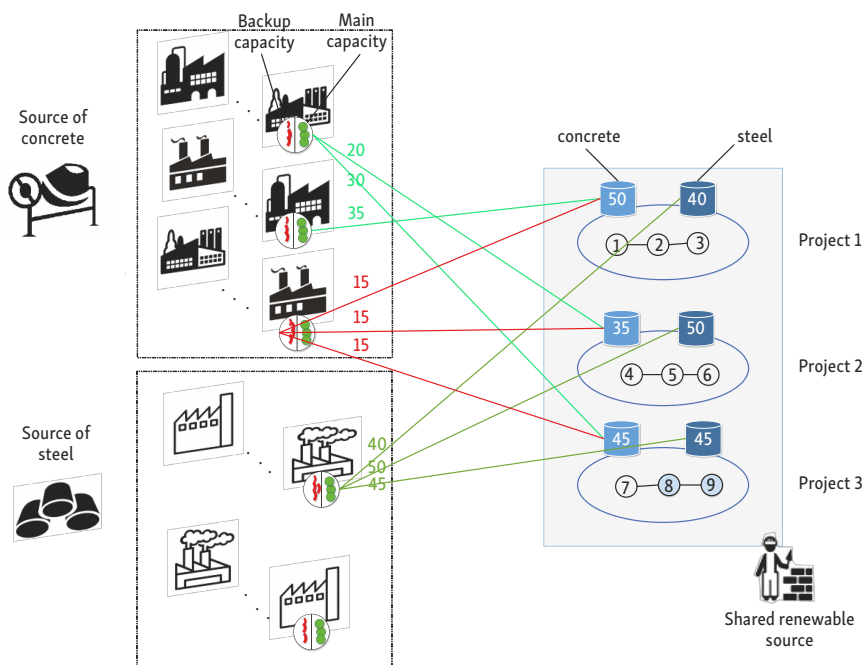 Backup
capacity
Main
capacity
Source of
concrete
20
30
35
15
15
15
concrete
steel
50
40
1
2
3
Project 1
35
50
4
5
6
Project 2
Source of
steel
40
50
45
45
45
7
8
9
Project 3
Shared renewable
source